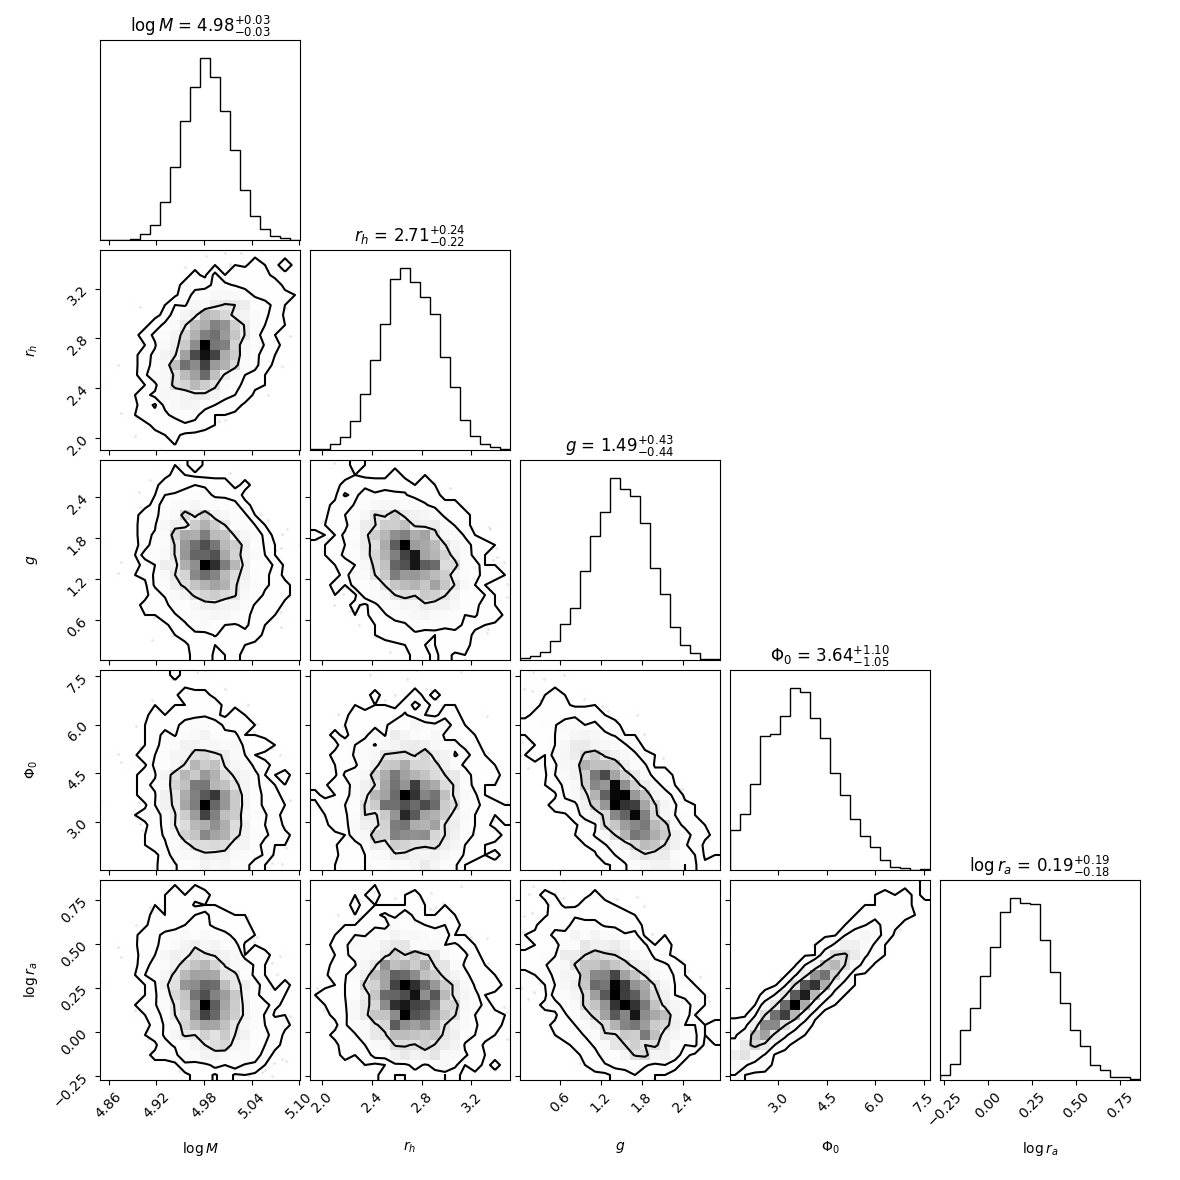 log M = 4.98 +0.03 −0.03
r_h = 2.71 +0.24 −0.22
3.2
2.8
2.4
2.0
r_h
g = 1.49 +0.43 −0.44
2.4
1.8
1.2
0.6
g
Φ_0 = 3.64 +1.10 −1.05
7.5
6.0
4.5
3.0
Φ_0
log r_a = 0.19 +0.19 −0.18
0.75
0.50
0.25
0.00
−0.25
log r_a
4.86 4.92 4.98 5.04 5.10 2.0 2.4 2.8 3.2 0.6 1.2 1.8 2.4 3.0 4.5 6.0 7.5 −0.25 0.00 0.25 0.50 0.75
log M r_h g Φ_0 log r_a